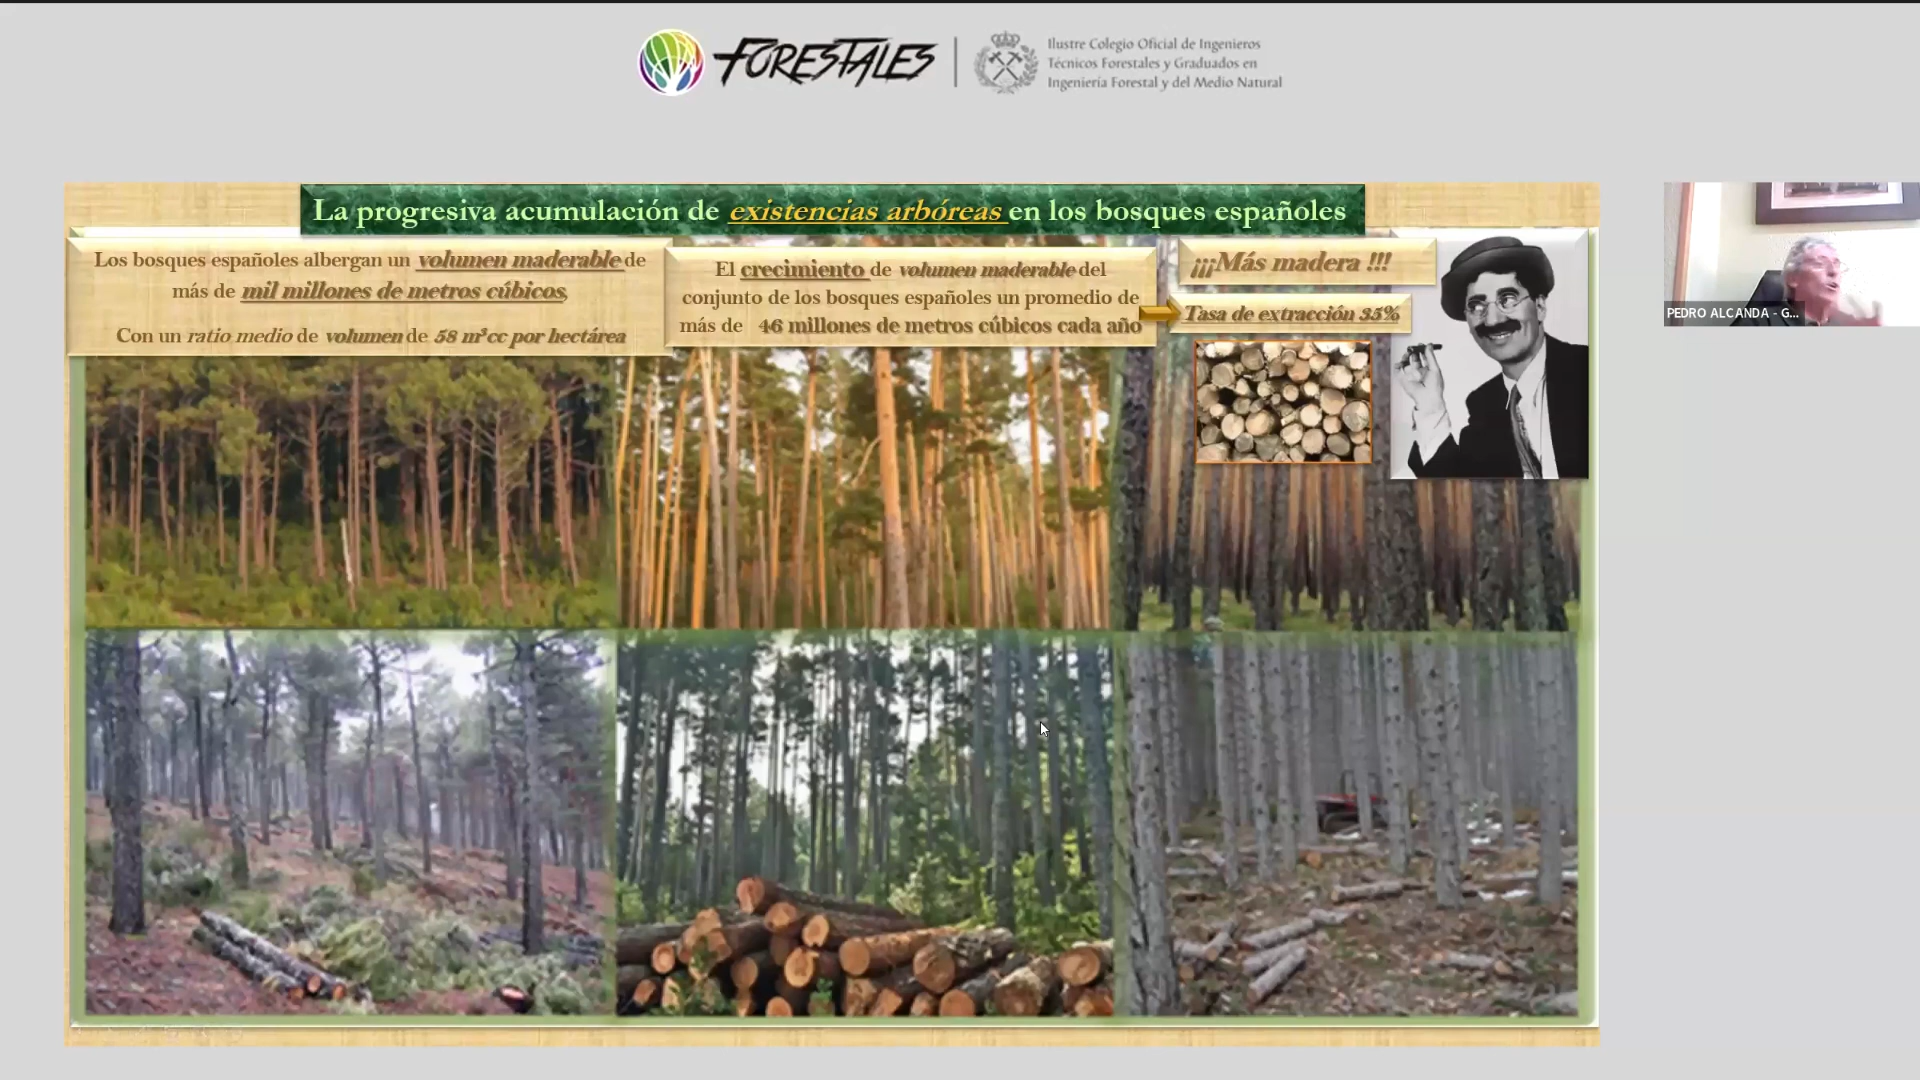 FORESTALES
Ilustre Colegio Oficial de Ingenieros
Técnicos Forestales y Graduados en
Ingeniería Forestal y del Medio Natural
La progresiva acumulación de existencias arbóreas en los bosques españoles
Los bosques españoles albergan un volumen maderable de
más de mil millones de metros cúbicos,
Con un ratio medio de volumen de 58 m³cc por hectárea
El crecimiento de volumen maderable del
conjunto de los bosques españoles un promedio de
más de 46 millones de metros cúbicos cada año
¡¡¡Más madera !!!
Tasa de extracción 35%
PEDRO ALCANDA - G...